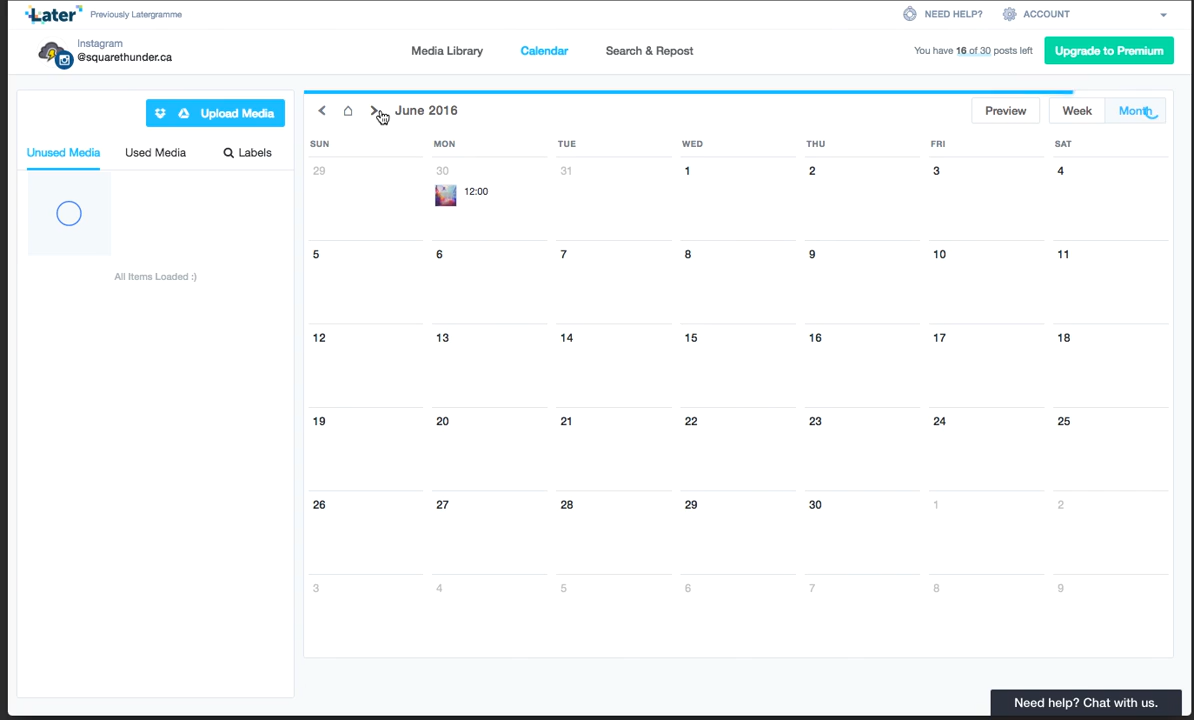 Later Previously Latergramme
NEED HELP? ACCOUNT
Instagram
@squarethunder.ca
Media Library Calendar Search & Repost
You have 16 of 30 posts left Upgrade to Premium
Upload Media
Unused Media Used Media Labels
All Items Loaded :)
June 2016 Preview Week Month
SUN MON TUE WED THU FRI SAT
29 30 31 1 2 3 4
12:00
5 6 7 8 9 10 11
12 13 14 15 16 17 18
19 20 21 22 23 24 25
26 27 28 29 30 1 2
3 4 5 6 7 8 9
Need help? Chat with us.